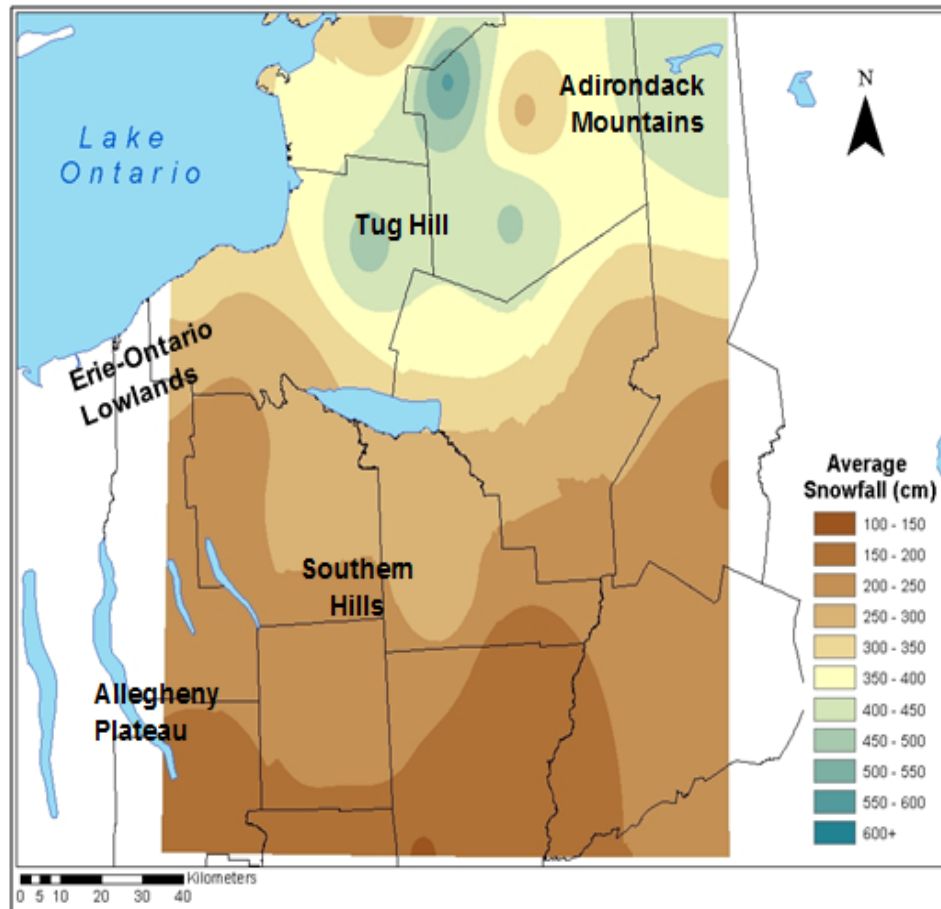 Lake
Ontario
Adirondack
Mountains
N
Tug Hill
Erie-Ontario
Lowlands
Southern
Hills
Allegheny
Plateau
Average
Snowfall (cm)
100 - 150
150 - 200
200 - 250
250 - 300
300 - 350
350 - 400
400 - 450
450 - 500
500 - 550
550 - 600
600+
Kilometers
0 5 10 20 30 40